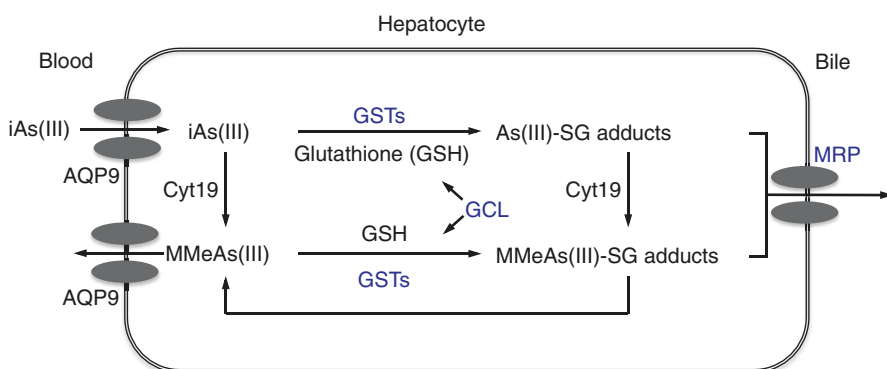 Hepatocyte
Blood
Bile
iAs(III)
iAs(III)
GSTs
As(III)-SG adducts
Glutathione (GSH)
MRP
AQP9
Cyt19
Cyt19
GCL
GSH
MMeAs(III)
MMeAs(III)-SG adducts
GSTs
AQP9